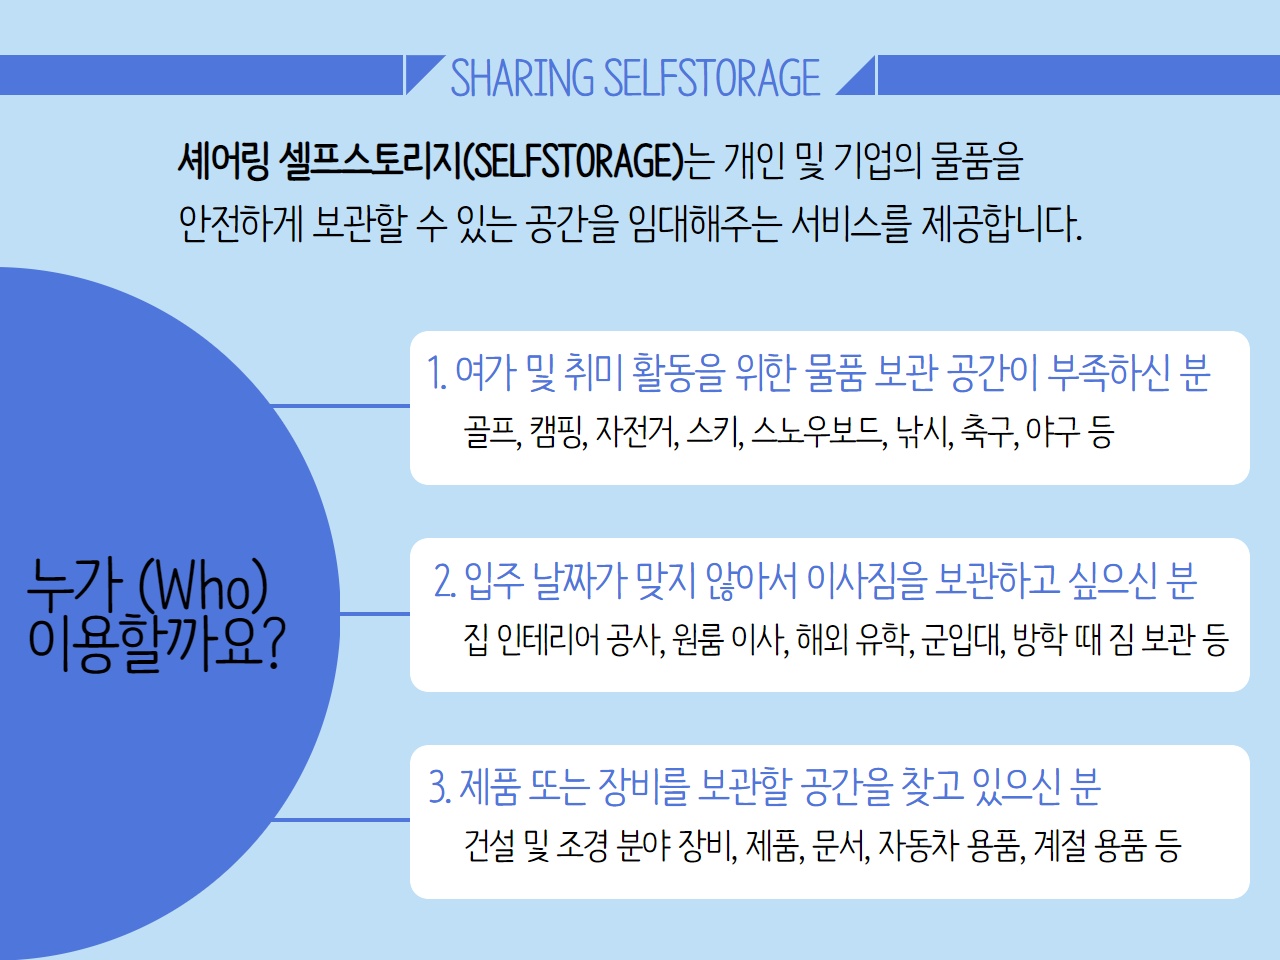 SHARING SELFSTORAGE
셰어링 셀프스토리지(SELFSTORAGE)는 개인 및 기업의 물품을
안전하게 보관할 수 있는 공간을 임대해주는 서비스를 제공합니다.
누가 (Who)
이용할까요?
1. 여가 및 취미 활동을 위한 물품 보관 공간이 부족하신 분
골프, 캠핑, 자전거, 스키, 스노우보드, 낚시, 축구, 야구 등
2. 입주 날짜가 맞지 않아서 이사짐을 보관하고 싶으신 분
집 인테리어 공사, 원룸 이사, 해외 유학, 군입대, 방학 때 짐 보관 등
3. 제품 또는 장비를 보관할 공간을 찾고 있으신 분
건설 및 조경 분야 장비, 제품, 문서, 자동차 용품, 계절 용품 등